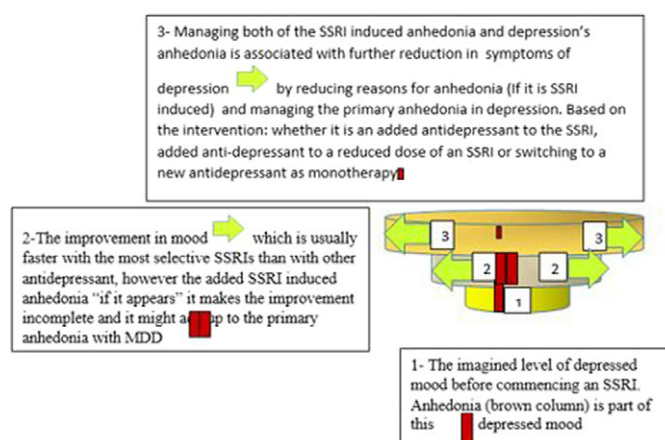 3- Managing both of the SSRI induced anhedonia and depression's
anhedonia is associated with further reduction in symptoms of
depression by reducing reasons for anhedonia (If it is SSRI
induced) and managing the primary anhedonia in depression. Based on
the intervention: whether it is an added antidepressant to the SSRI,
added anti-depressant to a reduced dose of an SSRI or switching to a
new antidepressant as monotherapy
3 3
2 2
1
2-The improvement in mood which is usually
faster with the most selective SSRIs than with other
antidepressant, however the added SSRI induced
anhedonia "if it appears" it makes the improvement
incomplete and it might up to the primary
anhedonia with MDD
1- The imagined level of depressed
mood before commencing an SSRI.
Anhedonia (brown column) is part of
this depressed mood